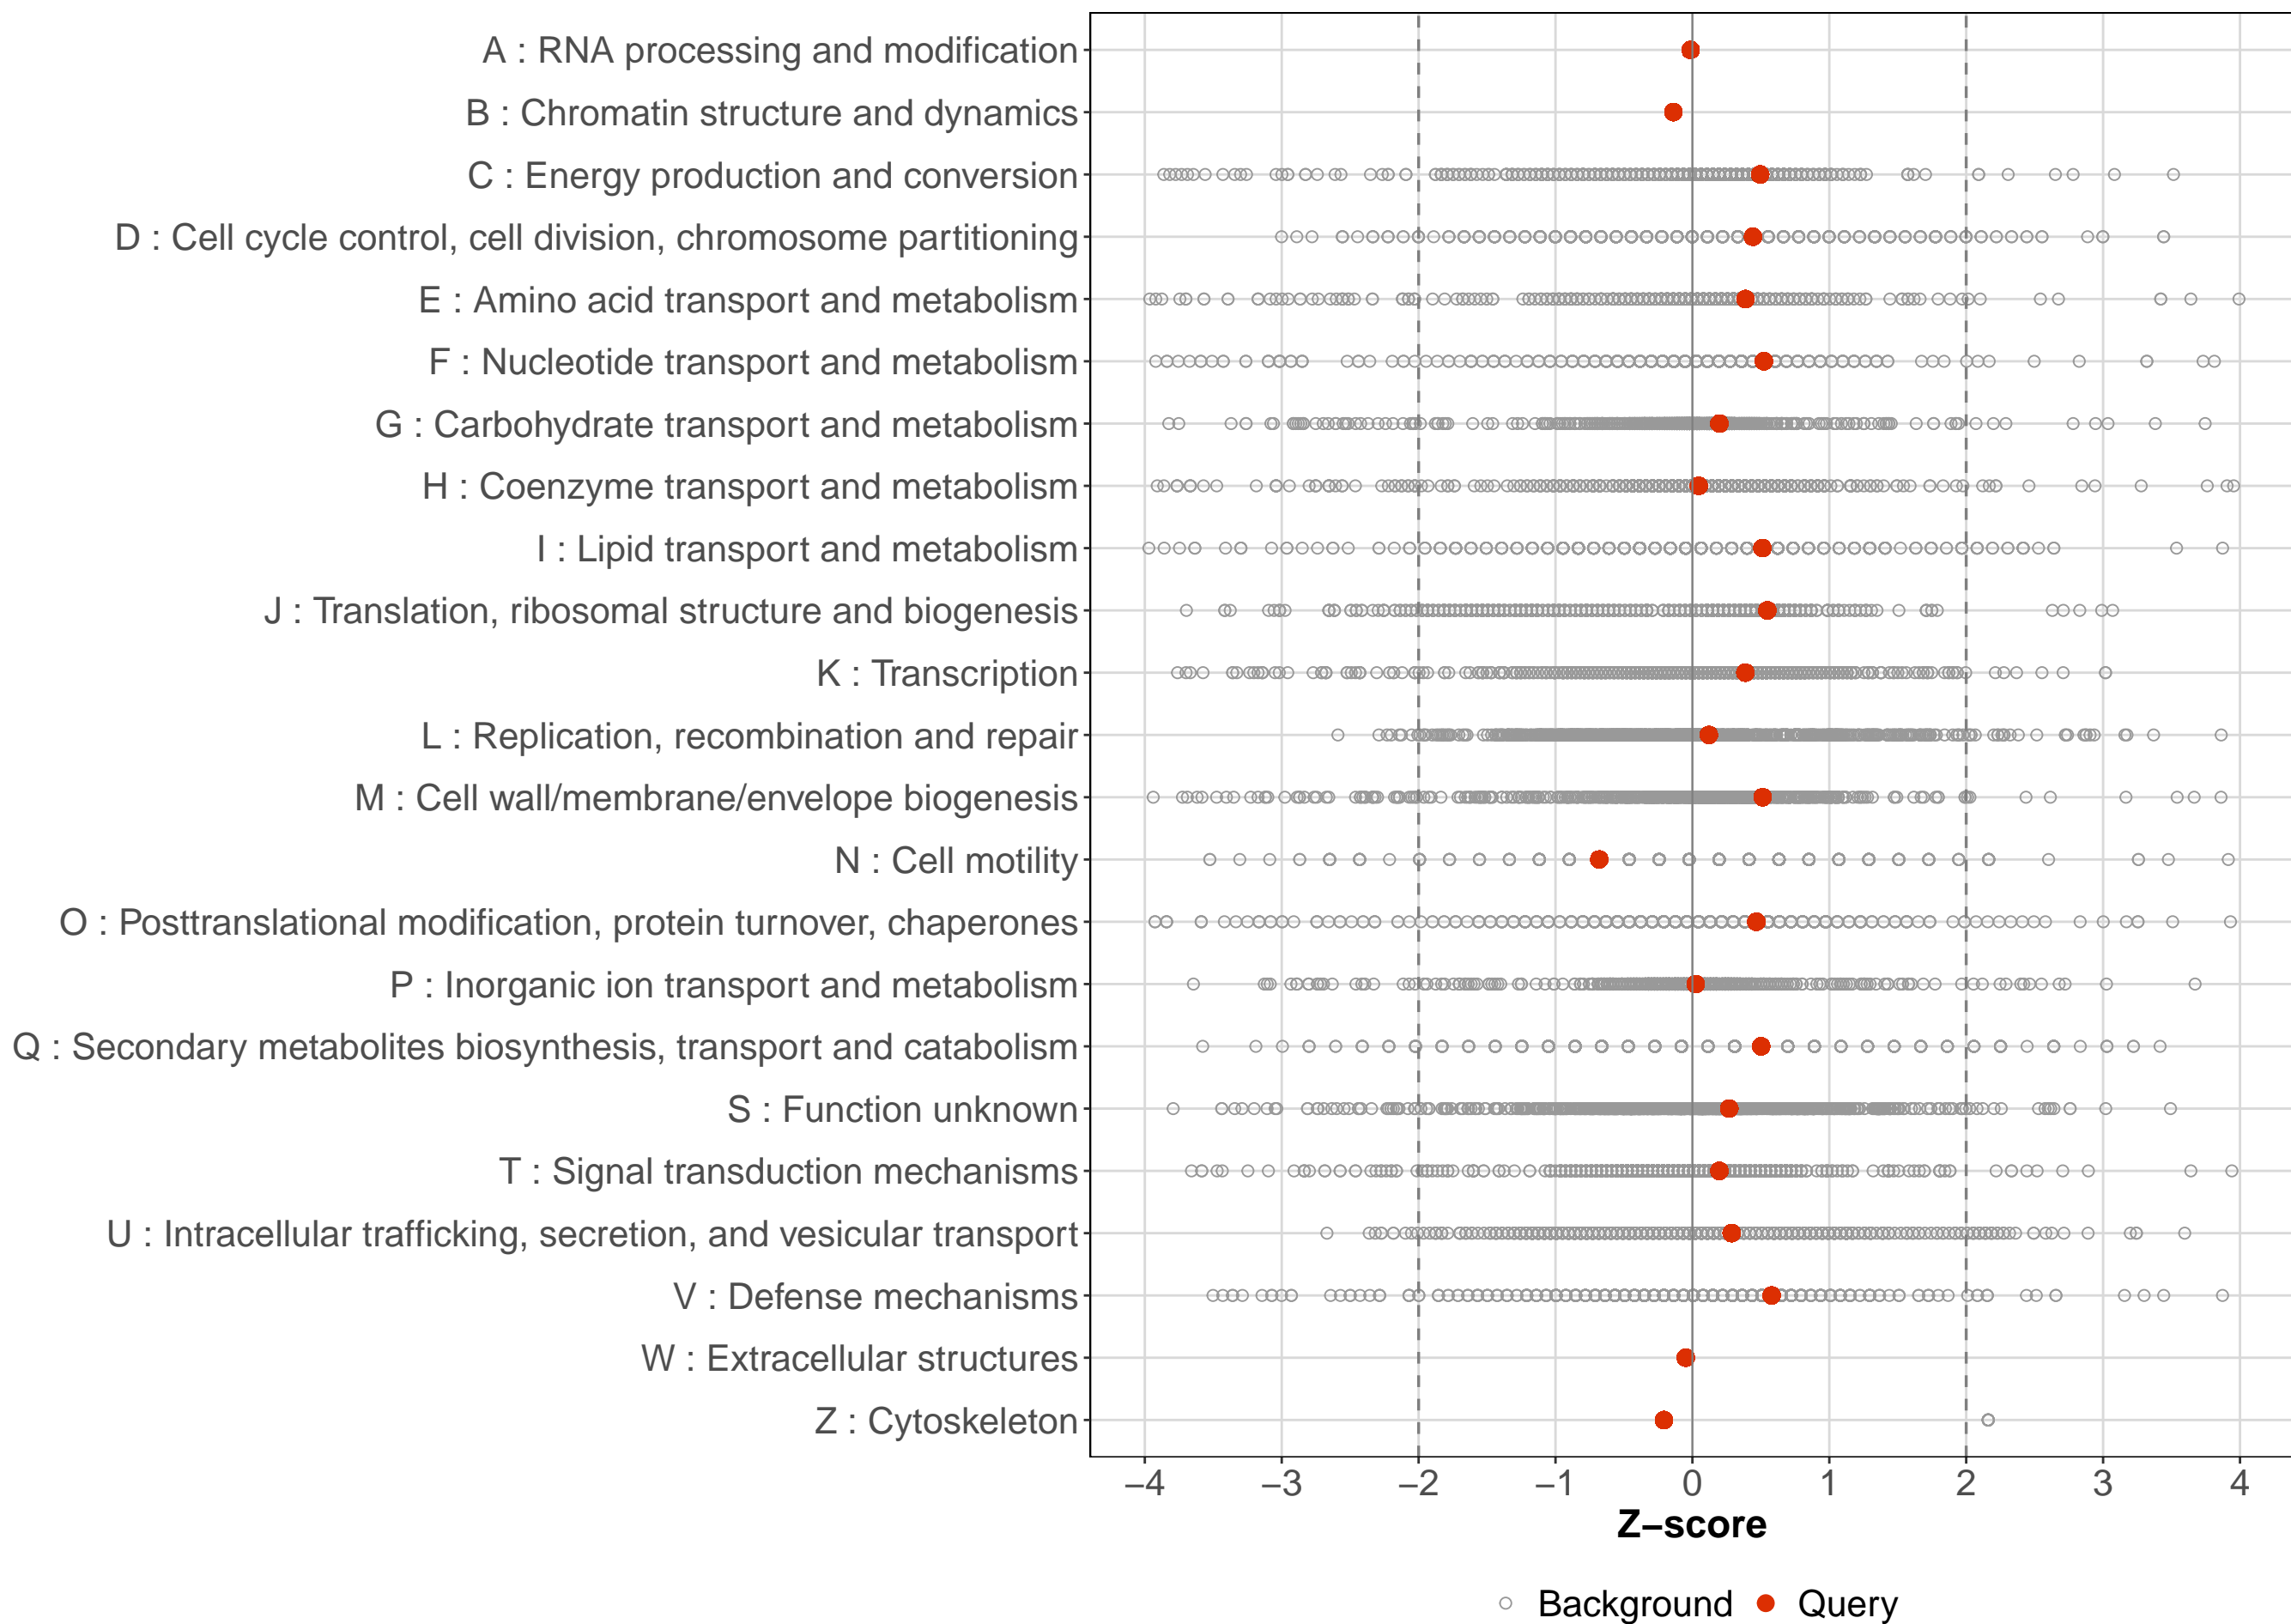 A : RNA processing and modification
B : Chromatin structure and dynamics
C : Energy production and conversion
D : Cell cycle control, cell division, chromosome partitioning
E : Amino acid transport and metabolism
F : Nucleotide transport and metabolism
G : Carbohydrate transport and metabolism
H : Coenzyme transport and metabolism
I : Lipid transport and metabolism
J : Translation, ribosomal structure and biogenesis
K : Transcription
L : Replication, recombination and repair
M : Cell wall/membrane/envelope biogenesis
N : Cell motility
O : Posttranslational modification, protein turnover, chaperones
P : Inorganic ion transport and metabolism
Q : Secondary metabolites biosynthesis, transport and catabolism
S : Function unknown
T : Signal transduction mechanisms
U : Intracellular trafficking, secretion, and vesicular transport
V : Defense mechanisms
W : Extracellular structures
Z : Cytoskeleton
−4 −3 −2 −1 0 1 2 3 4
Z−score
Background Query